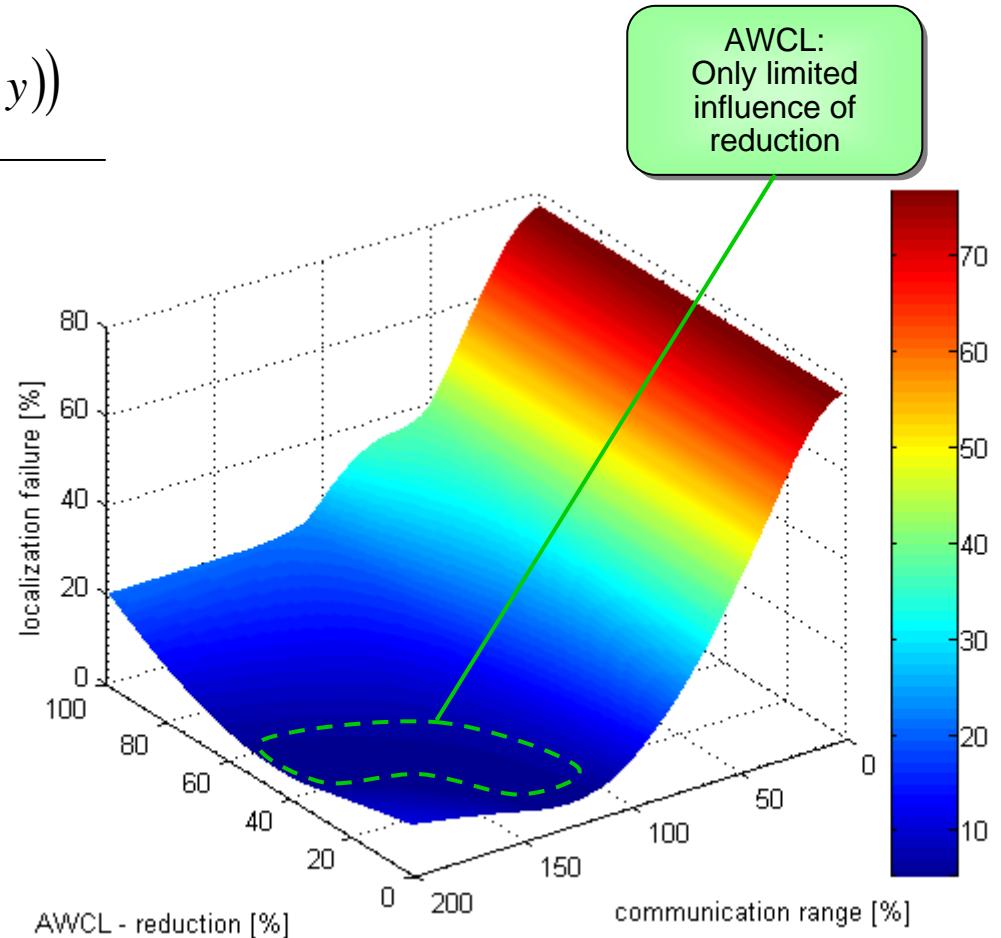 y))
AWCL:
Only limited
influence of
reduction
80
60
40
20
0
localization failure [%]
100
80
60
40
20
0
AWCL - reduction [%]
200
150
100
50
0
communication range [%]
70
60
50
40
30
20
10